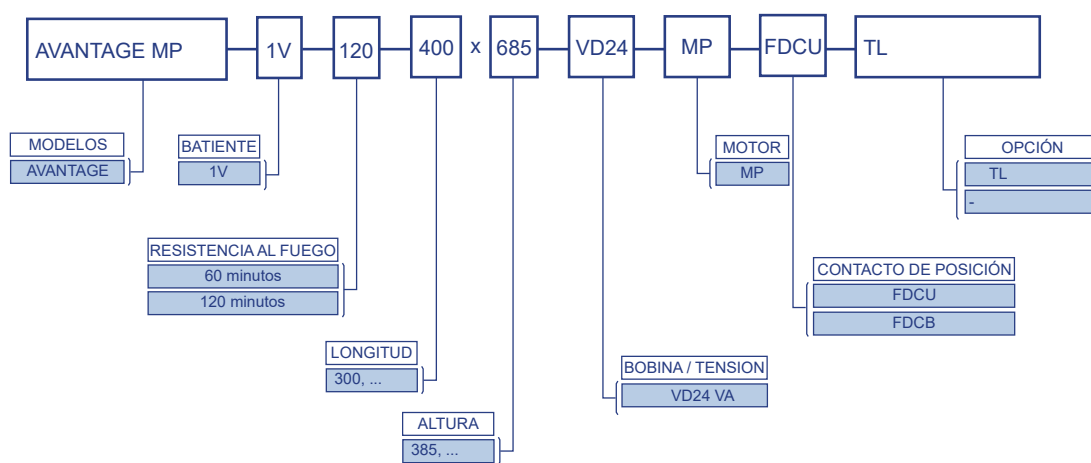 AVANTAGE MP 1V 120 400 x 685 VD24 MP FDCU TL
MODELOS
AVANTAGE
BATIENTE
1V
MOTOR
MP
OPCIÓN
TL
-
RESISTENCIA AL FUEGO
60 minutos
120 minutos
CONTACTO DE POSICIÓN
FDCU
FDCB
LONGITUD
300, ...
BOBINA / TENSION
VD24 VA
ALTURA
385, ...